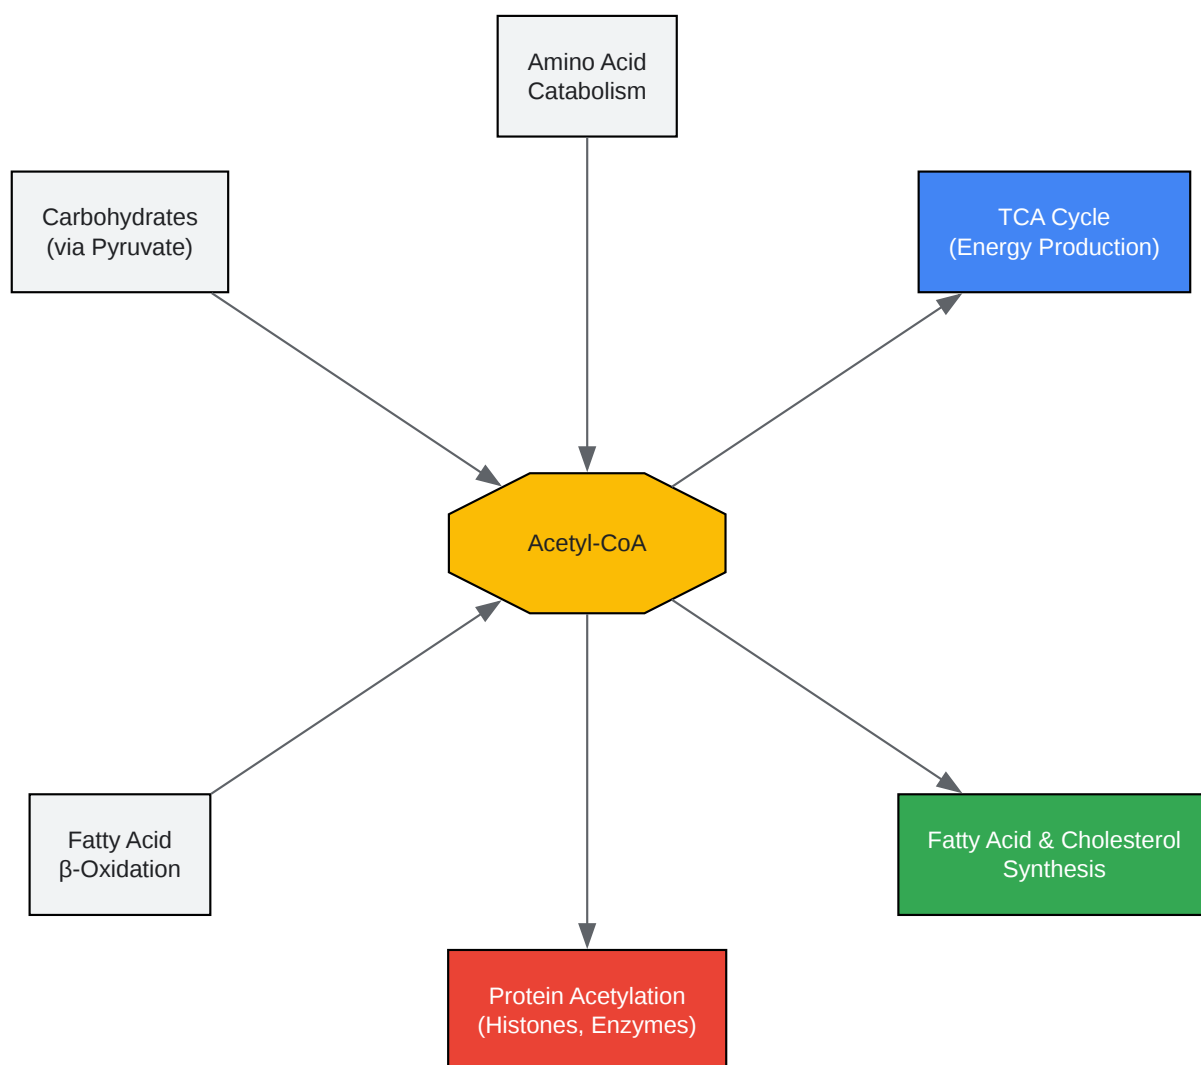 Amino Acid
Catabolism
Carbohydrates
(via Pyruvate)
TCA Cycle
(Energy Production)
Acetyl-CoA
Fatty Acid
β-Oxidation
Fatty Acid & Cholesterol
Synthesis
Protein Acetylation
(Histones, Enzymes)